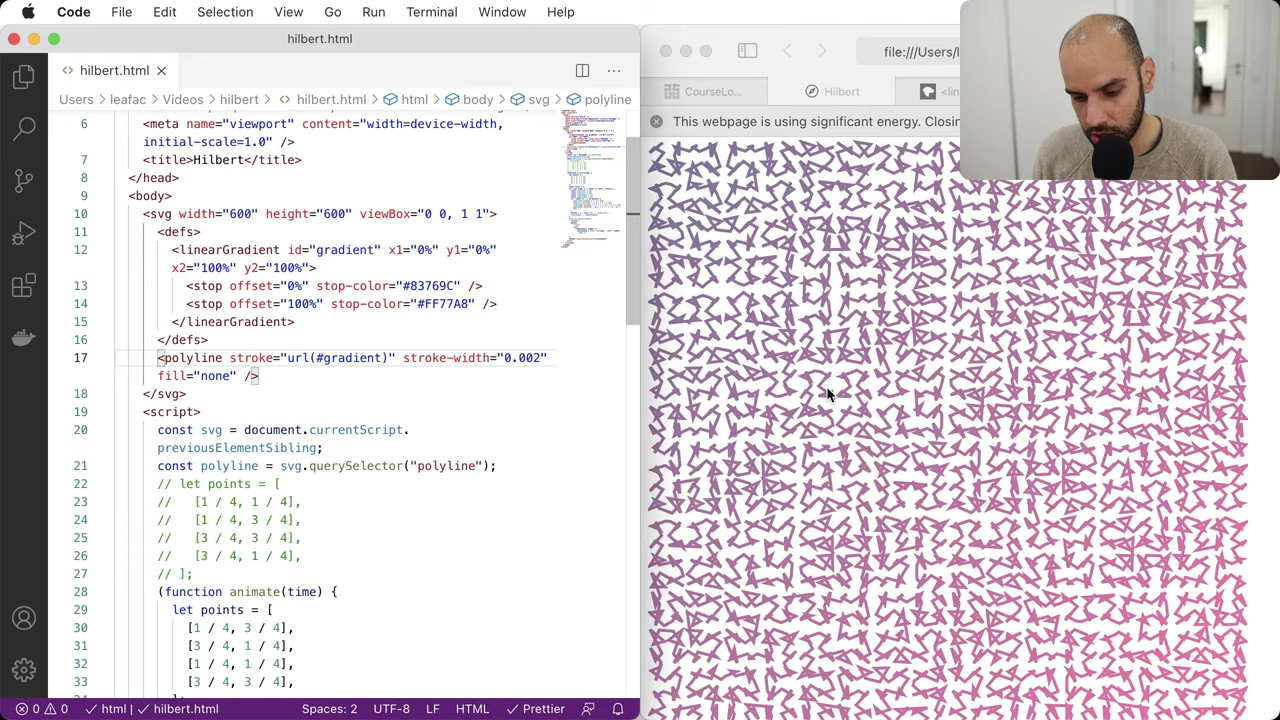 Code File Edit Selection View Go Run Terminal Window Help
hilbert.html
hilbert.html
Users leafac Videos hilbert hilbert.html html body svg polyline
<meta name="viewport" content="width=device-width,
initial-scale=1.0" />
7 <title>Hilbert</title>
8 </head>
9 <body>
10 <svg width="600" height="600" viewBox="0 0, 1 1">
11 <defs>
12 <linearGradient id="gradient" x1="0%" y1="0%"
x2="100%" y2="100%">
13 <stop offset="0%" stop-color="#83769C" />
14 <stop offset="100%" stop-color="#FF77A8" />
15 </linearGradient>
16 </defs>
17 <polyline stroke="url(#gradient)" stroke-width="0.002"
fill="none" />
18 </svg>
19 <script>
20 const svg = document.currentScript.
previousElementSibling;
21 const polyline = svg.querySelector("polyline");
22 // let points = [
23 // [1 / 4, 1 / 4],
24 // [1 / 4, 3 / 4],
25 // [3 / 4, 3 / 4],
26 // [3 / 4, 1 / 4],
27 // ];
28 (function animate(time) {
29 let points = [
30 [1 / 4, 3 / 4],
31 [3 / 4, 1 / 4],
32 [1 / 4, 1 / 4],
33 [3 / 4, 3 / 4],
0 0 html hilbert.html Spaces: 2 UTF-8 LF HTML Prettier
file:///Users/l
CourseLo... Hilbert <lin
This webpage is using significant energy. Closin